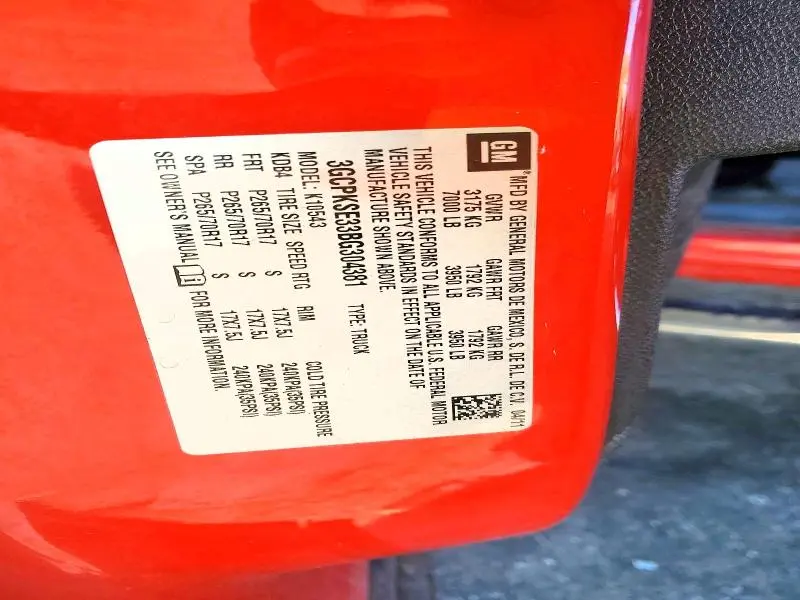 GM ® MFD BY GENERAL MOTORS DE MEXICO, S. DE R.L. DE C.V. 04/11
GVWR GAWR FRT GAWR RR
3175 KG 1792 KG 1792 KG
7000 LB 3950 LB 3950 LB
THIS VEHICLE CONFORMS TO ALL APPLICABLE U.S. FEDERAL MOTOR
VEHICLE SAFETY STANDARDS IN EFFECT ON THE DATE OF
MANUFACTURE SHOWN ABOVE.
3GCPKSE33BG304381 TYPE: TRUCK
MODEL: K10543
KDB4 TIRE SIZE SPEED RTG RIM COLD TIRE PRESSURE
FRT P265/70R17 S 17X7.5J 240KPA(35PSI)
RR P265/70R17 S 17X7.5J 240KPA(35PSI)
SPA P265/70R17 S 17X7.5J 240KPA(35PSI)
SEE OWNER'S MANUAL FOR MORE INFORMATION.